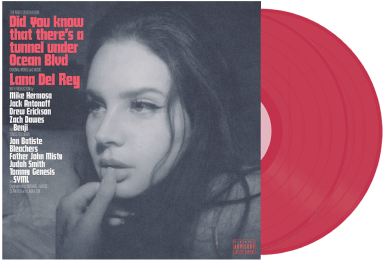 Did you know
that there's a
tunnel under
Ocean Blvd
Lana Del Rey
Mike Hermosa
Jack Antonoff
Drew Erickson
Zach Dawes
Benji
Jon Batiste
Bleachers
Father John Misty
Judah Smith
Tommy Genesis
SYML